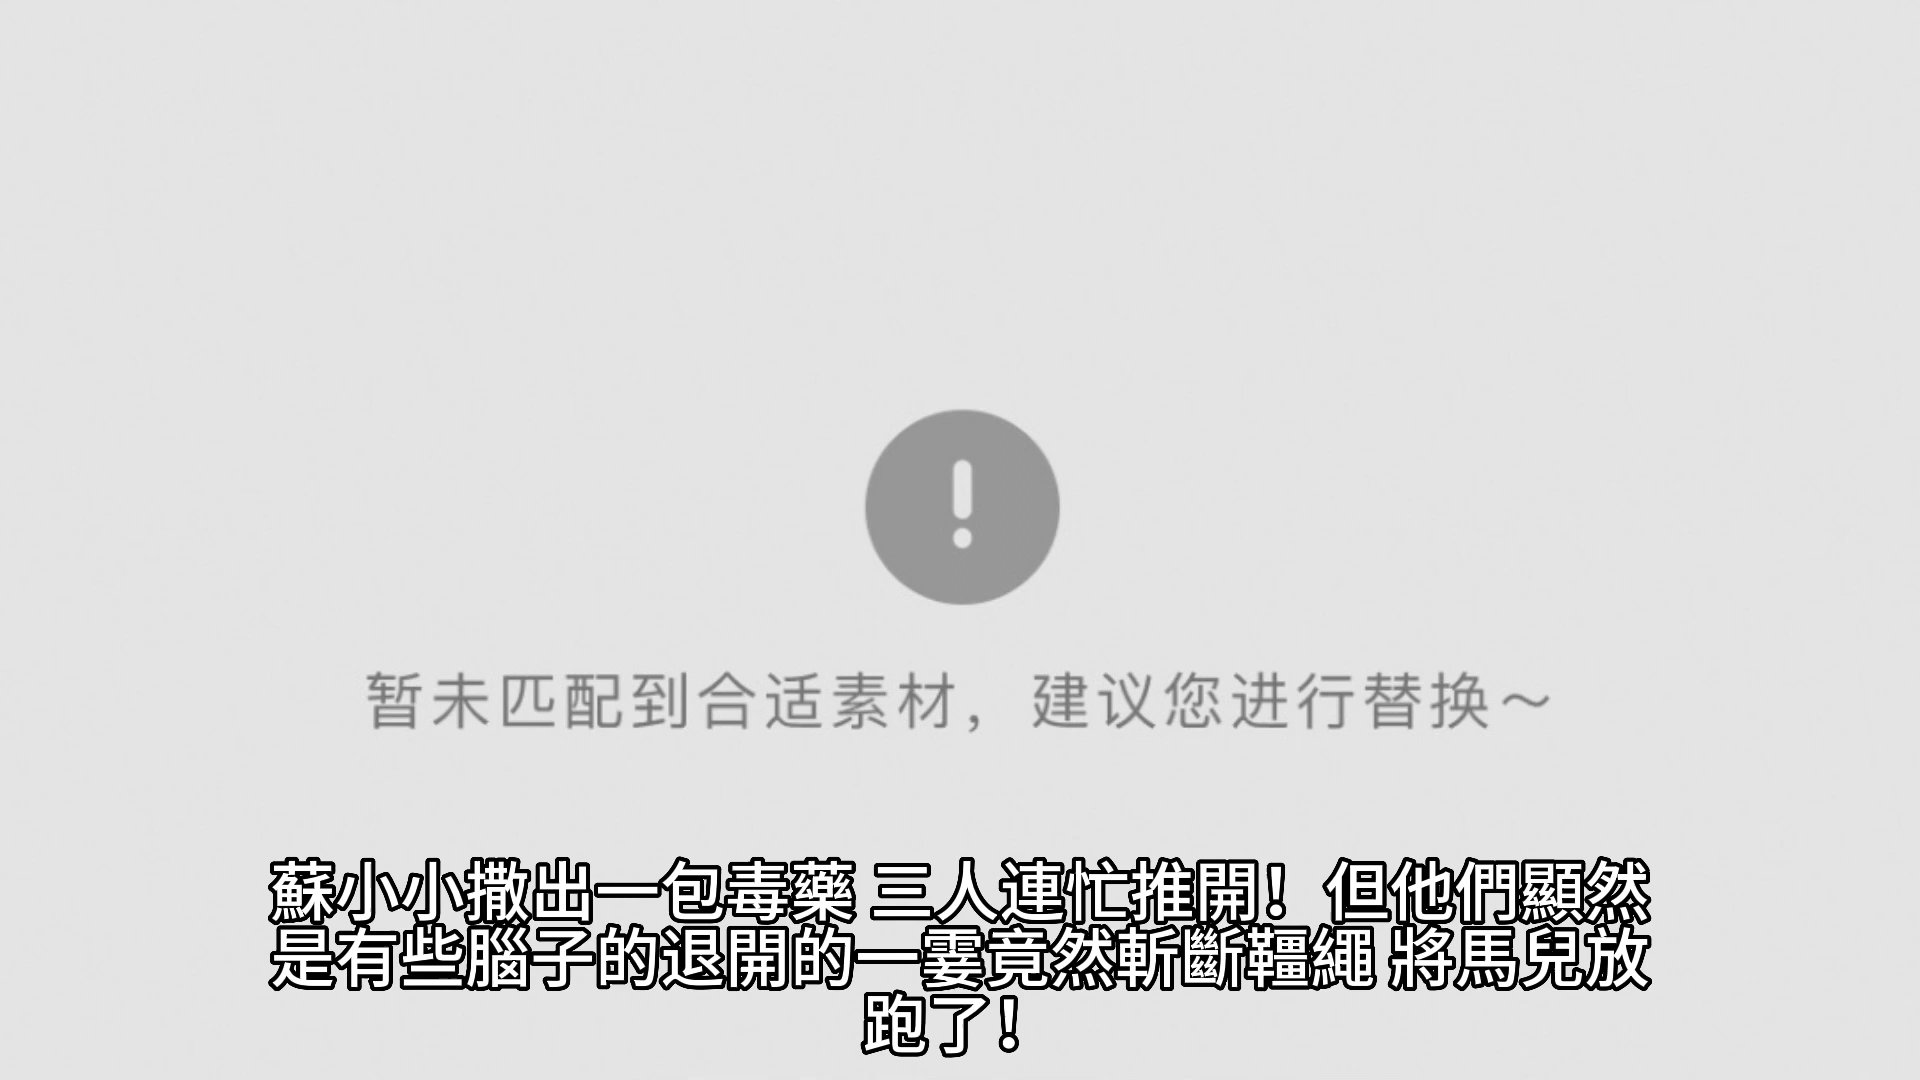 暂未匹配到合适素材，建议您进行替换～
蘇小小撒出一包毒藥 三人連忙推開！但他們顯然
是有些腦子的退開的一霎竟然斬斷韁繩 將馬兒放
跑了！